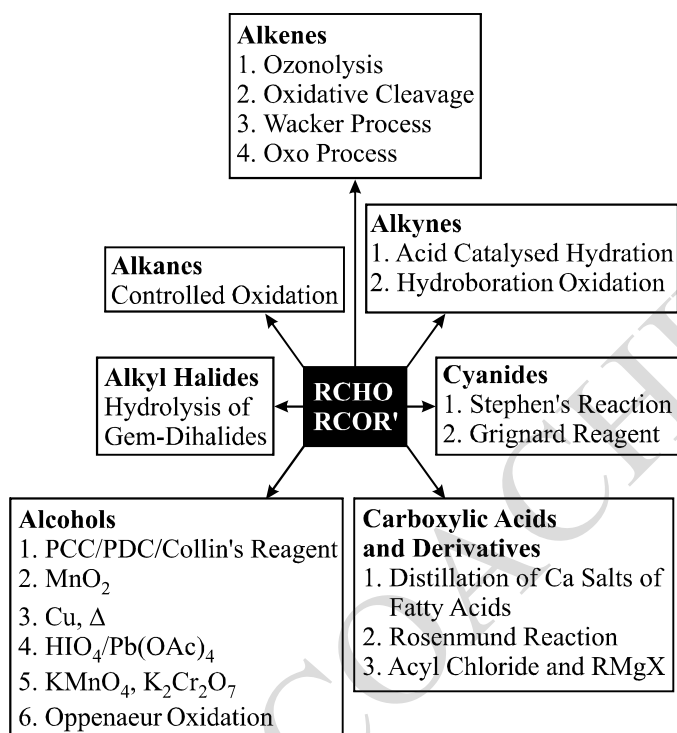 Alkenes
1. Ozonolysis
2. Oxidative Cleavage
3. Wacker Process
4. Oxo Process
Alkynes
1. Acid Catalysed Hydration
2. Hydroboration Oxidation
Alkanes
Controlled Oxidation
Alkyl Halides
Hydrolysis of
Gem-Dihalides
RCHO
RCOR'
Cyanides
1. Stephen's Reaction
2. Grignard Reagent
Alcohols
1. PCC/PDC/Collin's Reagent
2. MnO₂
3. Cu, Δ
4. HIO₄/Pb(OAc)₄
5. KMnO₄, K₂Cr₂O₇
6. Oppenaeur Oxidation
Carboxylic Acids
and Derivatives
1. Distillation of Ca Salts of
Fatty Acids
2. Rosenmund Reaction
3. Acyl Chloride and RMgX